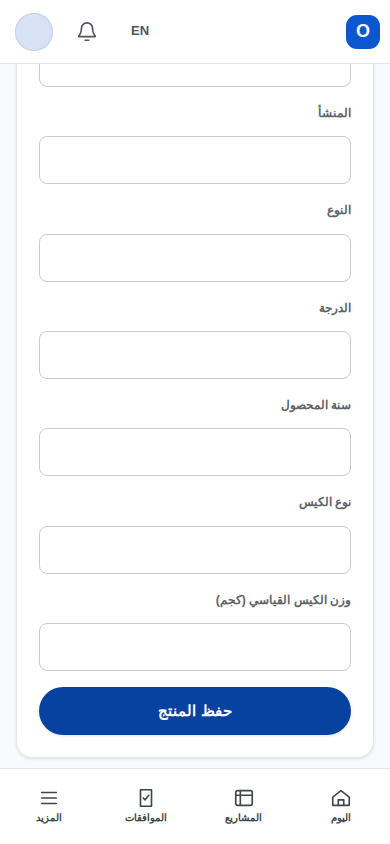 O
EN
المنشأ
النوع
الدرجة
سنة المحصول
نوع الكيس
وزن الكيس القياسي (كجم)
حفظ المنتج
اليوم
المشاريع
الموافقات
المزيد